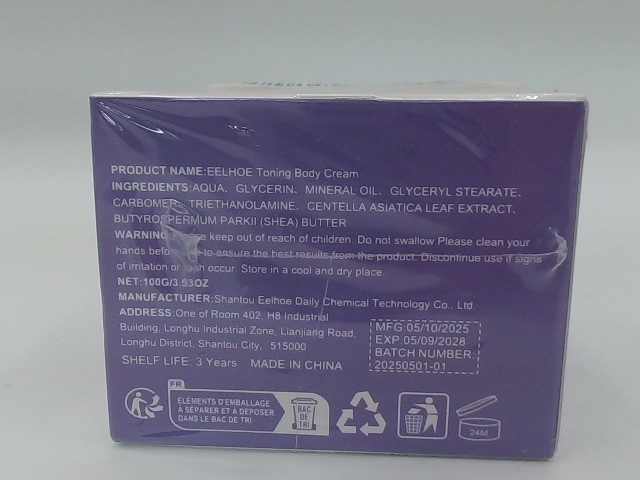 PRODUCT NAME:EELHOE Toning Body Cream
INGREDIENTS:AQUA、GLYCERIN、MINERAL OIL、GLYCERYL STEARATE、
CARBOMER、TRIETHANOLAMINE、CENTELLA ASIATICA LEAF EXTRACT、
BUTYROSPERMUM PARKII (SHEA) BUTTER
WARNING: keep out of reach of children. Do not swallow Please clean your
hands to ensure the best results from the product. Discontinue use if signs
of irritation or occur. Store in a cool and dry place.
NET:100G/3.53OZ
MANUFACTURER:Shantou Eelhoe Daily Chemical Technology Co., Ltd.
ADDRESS:One of Room 402, H8 Industrial
Building, Longhu Industrial Zone, Lianjiang Road,
Longhu District, Shantou City, 515000
SHELF LIFE: 3 Years MADE IN CHINA
MFG:05/10/2025
EXP:05/09/2028
BATCH NUMBER:
20250501-01
FR
ÉLÉMENTS D'EMBALLAGE
À SÉPARER ET À DÉPOSER
DANS LE BAC DE TRI
BAC
DE
TRI
24M